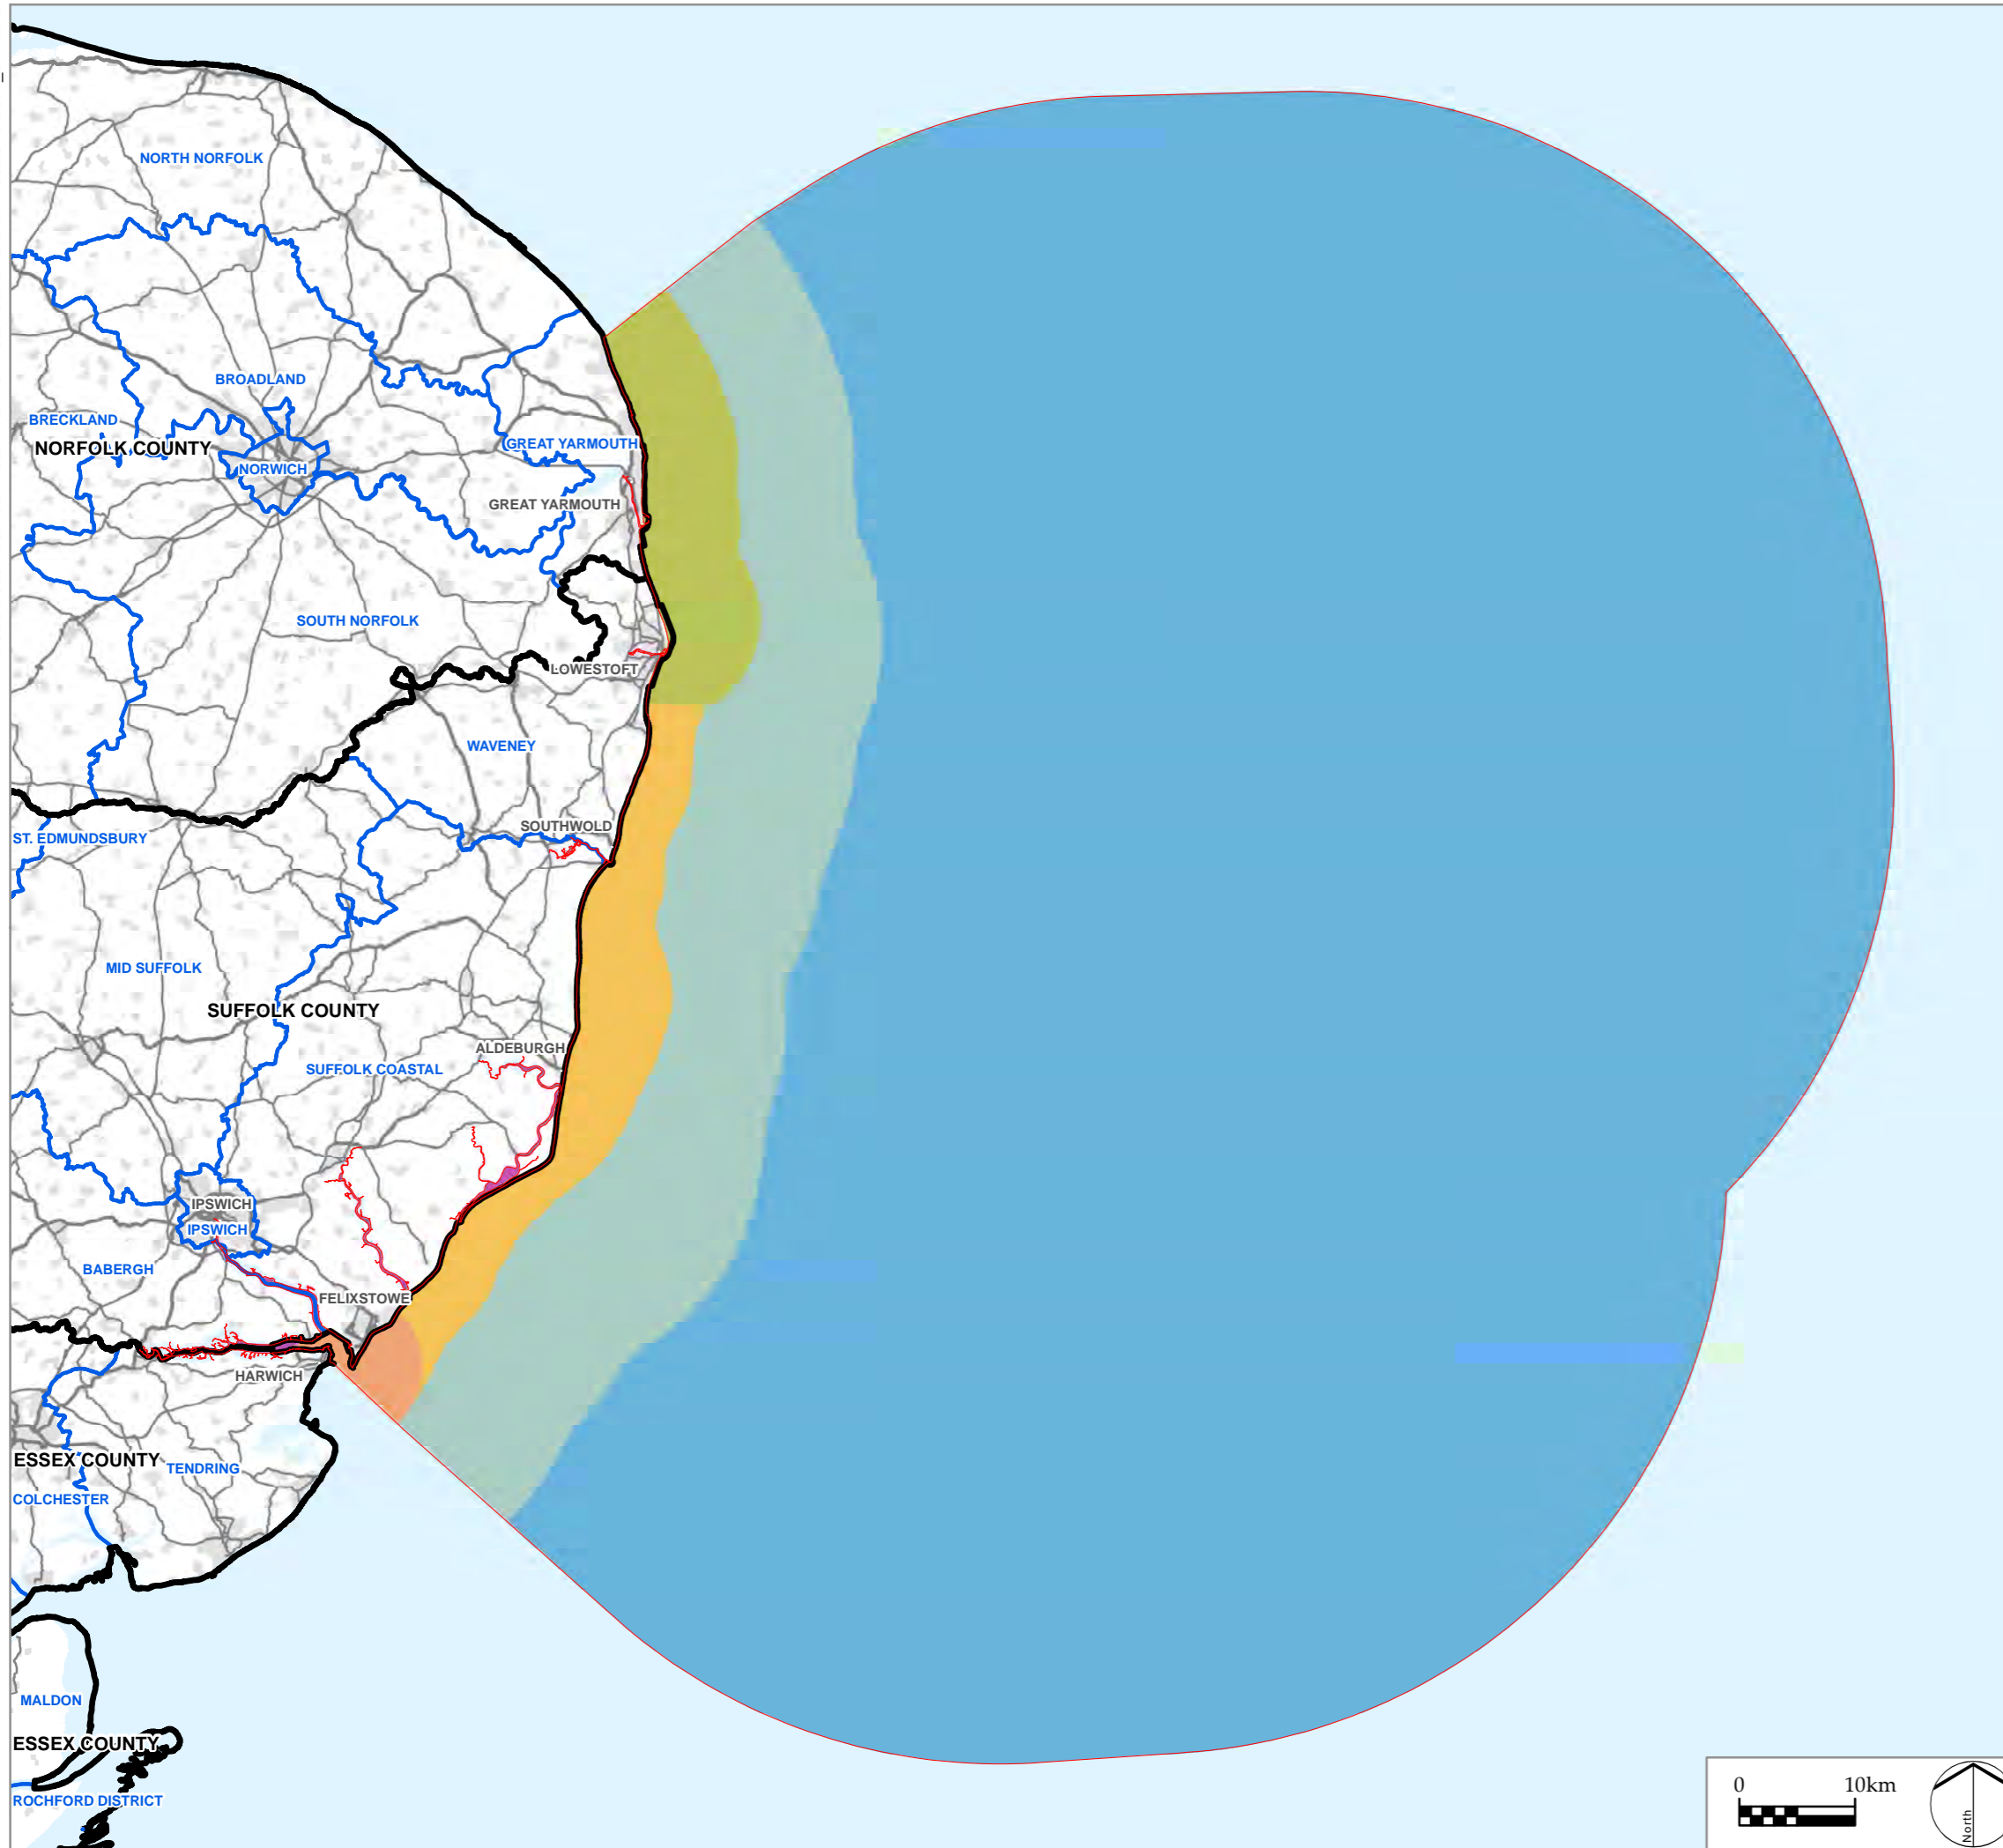 l
NORTH NORFOLK
BROADLAND
BRECKLAND
NORFOLK COUNTY
GREAT YARMOUTH
NORWICH
GREAT YARMOUTH
SOUTH NORFOLK
LOWESTOFT
WAVENEY
SOUTHWOLD
ST. EDMUNDSBURY
MID SUFFOLK
SUFFOLK COUNTY
ALDEBURGH
SUFFOLK COASTAL
IPSWICH
IPSWICH
BABERGH
FELIXSTOWE
HARWICH
ESSEX COUNTY
TENDRING
COLCHESTER
MALDON
ESSEX COUNTY
ROCHFORD DISTRICT
0 10km
North